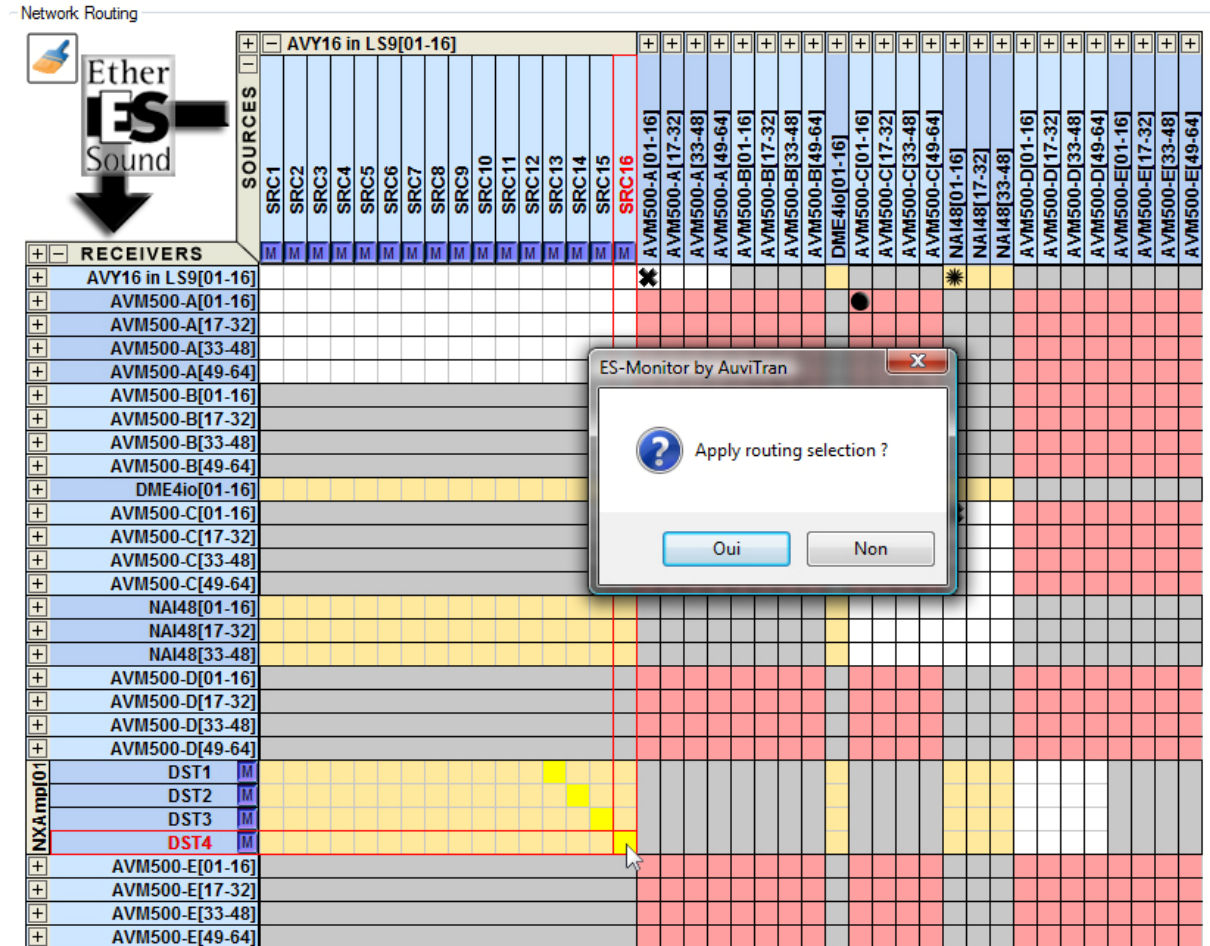 Network Routing
Ether
ES
Sound
SOURCES
AVY16 in LS9[01-16]
SRC1
SRC2
SRC3
SRC4
SRC5
SRC6
SRC7
SRC8
SRC9
SRC10
SRC11
SRC12
SRC13
SRC14
SRC15
SRC16
AVM500-A[01-16]
AVM500-A[17-32]
AVM500-A[33-48]
AVM500-A[49-64]
AVM500-B[01-16]
AVM500-B[17-32]
AVM500-B[33-48]
AVM500-B[49-64]
DME4io[01-16]
AVM500-C[01-16]
AVM500-C[17-32]
AVM500-C[33-48]
AVM500-C[49-64]
NAI48[01-16]
NAI48[17-32]
NAI48[33-48]
AVM500-D[01-16]
AVM500-D[17-32]
AVM500-D[33-48]
AVM500-D[49-64]
AVM500-E[01-16]
AVM500-E[17-32]
AVM500-E[33-48]
AVM500-E[49-64]
M M M M M M M M M M M M M M M M
RECEIVERS
AVY16 in LS9[01-16]
AVM500-A[01-16]
AVM500-A[17-32]
AVM500-A[33-48]
AVM500-A[49-64]
AVM500-B[01-16]
AVM500-B[17-32]
AVM500-B[33-48]
AVM500-B[49-64]
DME4io[01-16]
AVM500-C[01-16]
AVM500-C[17-32]
AVM500-C[33-48]
AVM500-C[49-64]
NAI48[01-16]
NAI48[17-32]
NAI48[33-48]
AVM500-D[01-16]
AVM500-D[17-32]
AVM500-D[33-48]
AVM500-D[49-64]
NXAmp[01
DST1 M
DST2 M
DST3 M
DST4 M
AVM500-E[01-16]
AVM500-E[17-32]
AVM500-E[33-48]
AVM500-E[49-64]
ES-Monitor by AuviTran
Apply routing selection ?
Oui
Non